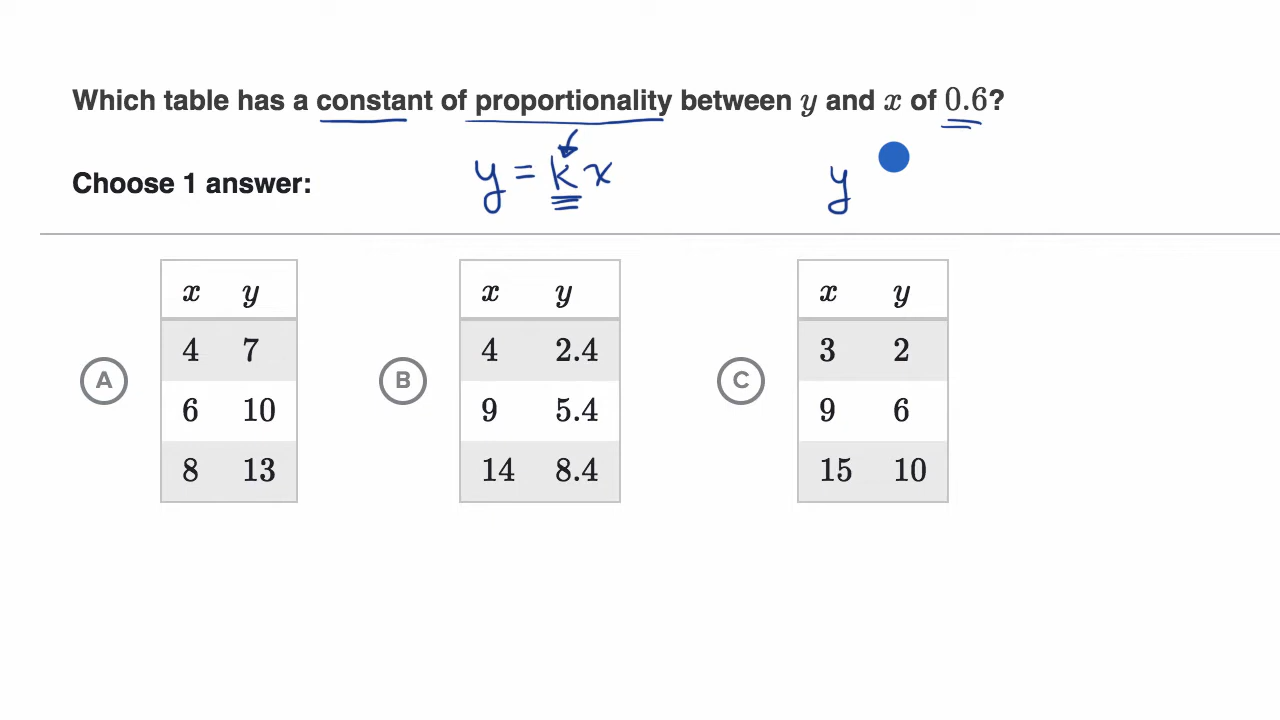 Which table has a constant of proportionality between y and x of 0.6?
Choose 1 answer:
y = kx
y
A
x y
4 7
6 10
8 13
B
x y
4 2.4
9 5.4
14 8.4
C
x y
3 2
9 6
15 10